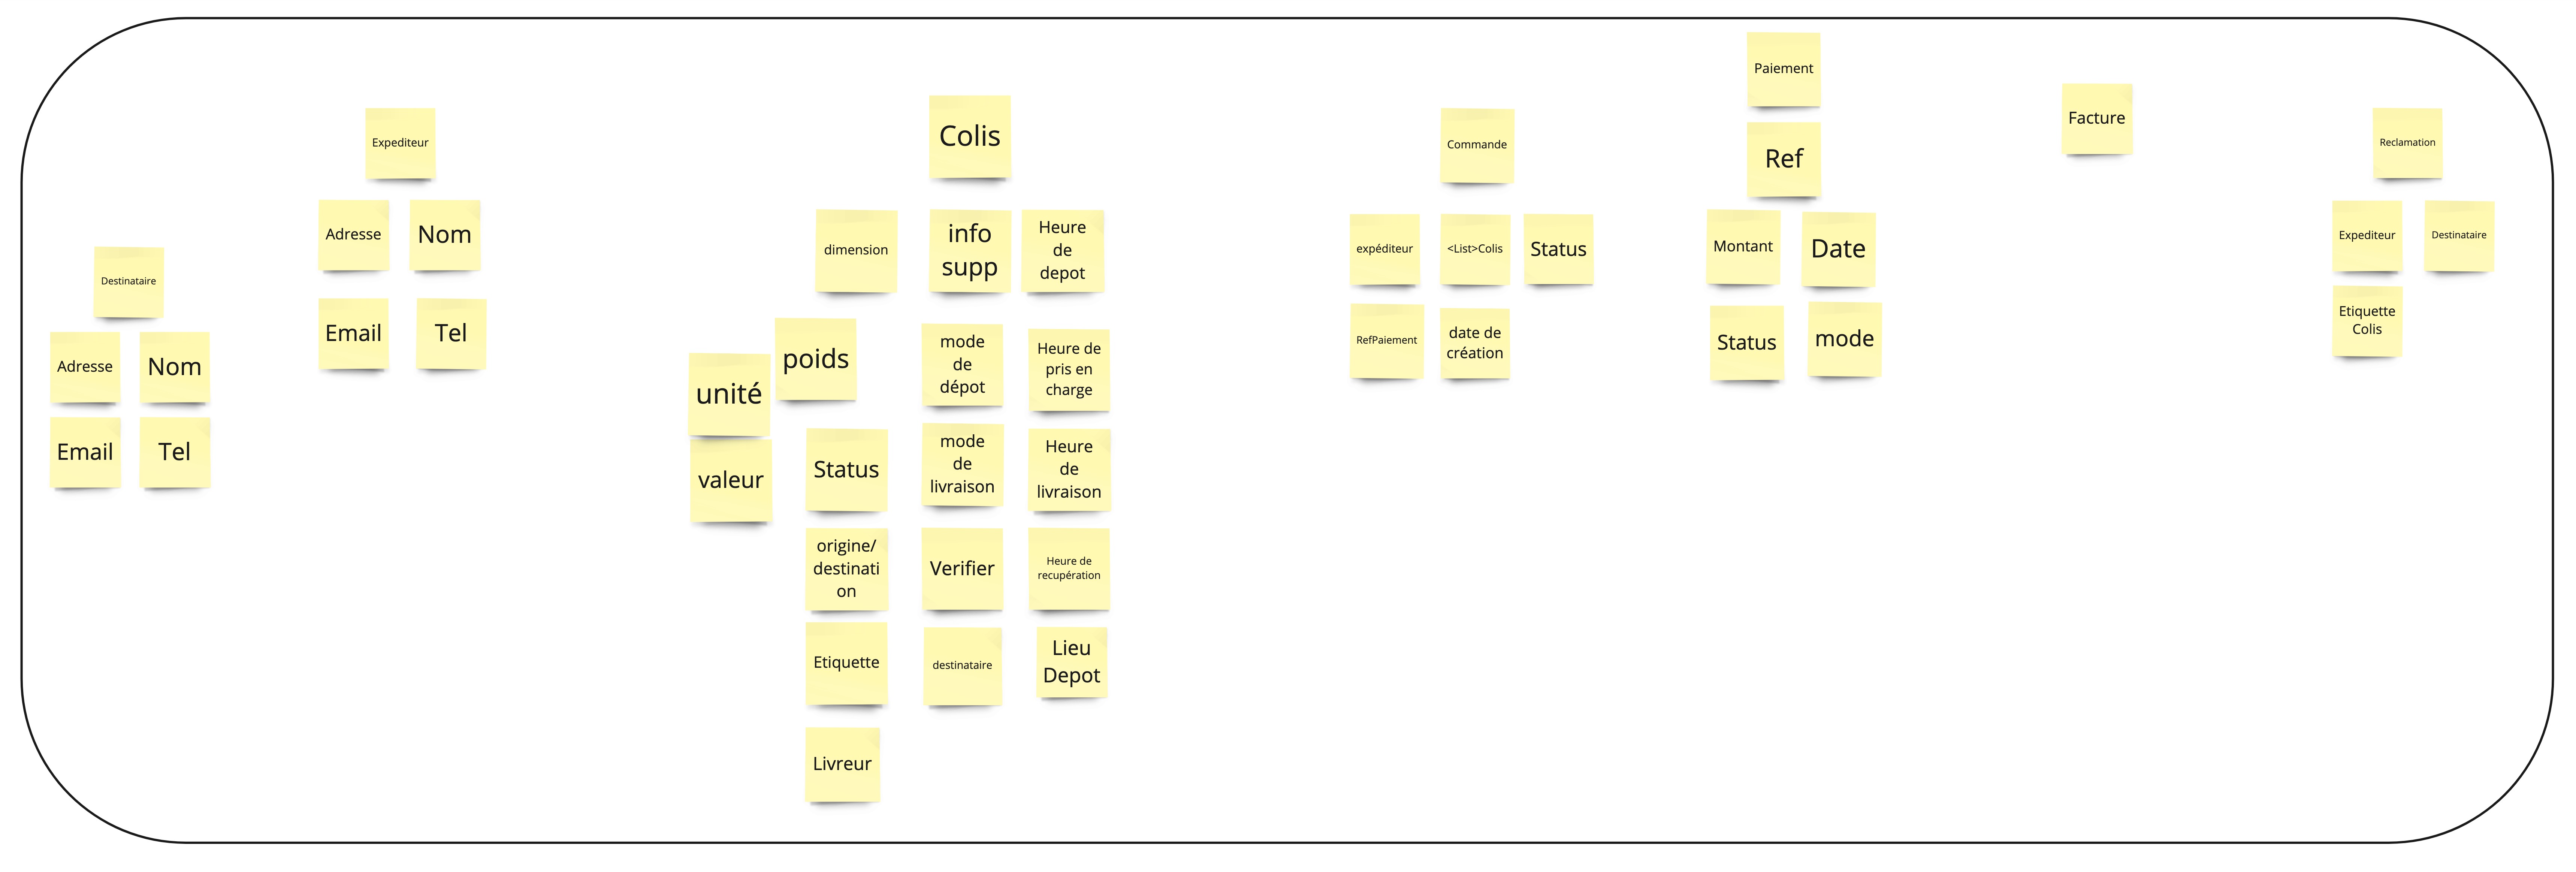 Destinataire
Adresse
Nom
Email
Tel
Expediteur
Adresse
Nom
Email
Tel
Colis
dimension
info
supp
Heure
de
depot
poids
unité
valeur
mode
de
dépot
Heure de
pris en
charge
Status
mode
de
livraison
Heure
de
livraison
origine/
destinati
on
Verifier
Heure de
recupération
Etiquette
destinataire
Lieu
Depot
Livreur
Commande
expéditeur
<List>Colis
Status
RefPaiement
date de
création
Paiement
Ref
Montant
Date
Status
mode
Facture
Reclamation
Expediteur
Destinataire
Etiquette
Colis